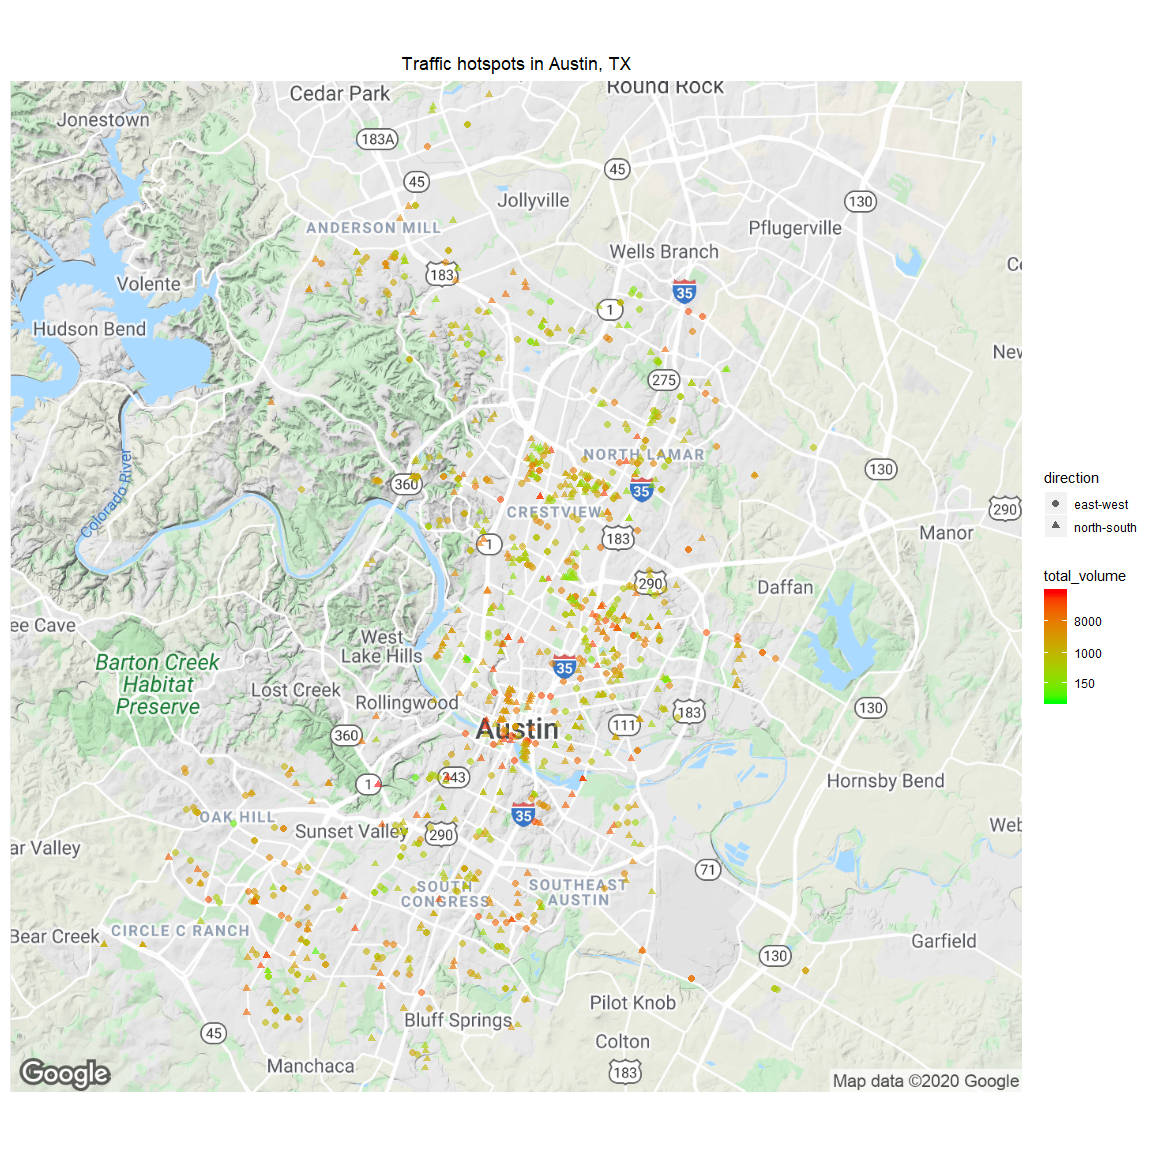 Traffic hotspots in Austin, TX
Cedar Park
Round Rock
Jonestown
183A
45
45
Jollyville
130
ANDERSON MILL
Pflugerville
Wells Branch
183
Volente
35
1
Hudson Bend
275
NORTH LAMAR
130
360
35
Colorado River
290
CRESTVIEW
183
Manor
1
290
Daffan
ee Cave
West
Lake Hills
Barton Creek
Habitat
Preserve
35
Lost Creek
Rollingwood
130
183
111
Austin
360
343
1
Hornsby Bend
OAK HILL
35
Sunset Valley
290
Web
ar Valley
71
SOUTH
CONGRESS
SOUTHEAST
AUSTIN
CIRCLE C RANCH
Bear Creek
Garfield
130
Pilot Knob
Bluff Springs
45
Colton
Manchaca
183
Google
Map data ©2020 Google
direction
east-west
north-south
total_volume
8000
1000
150